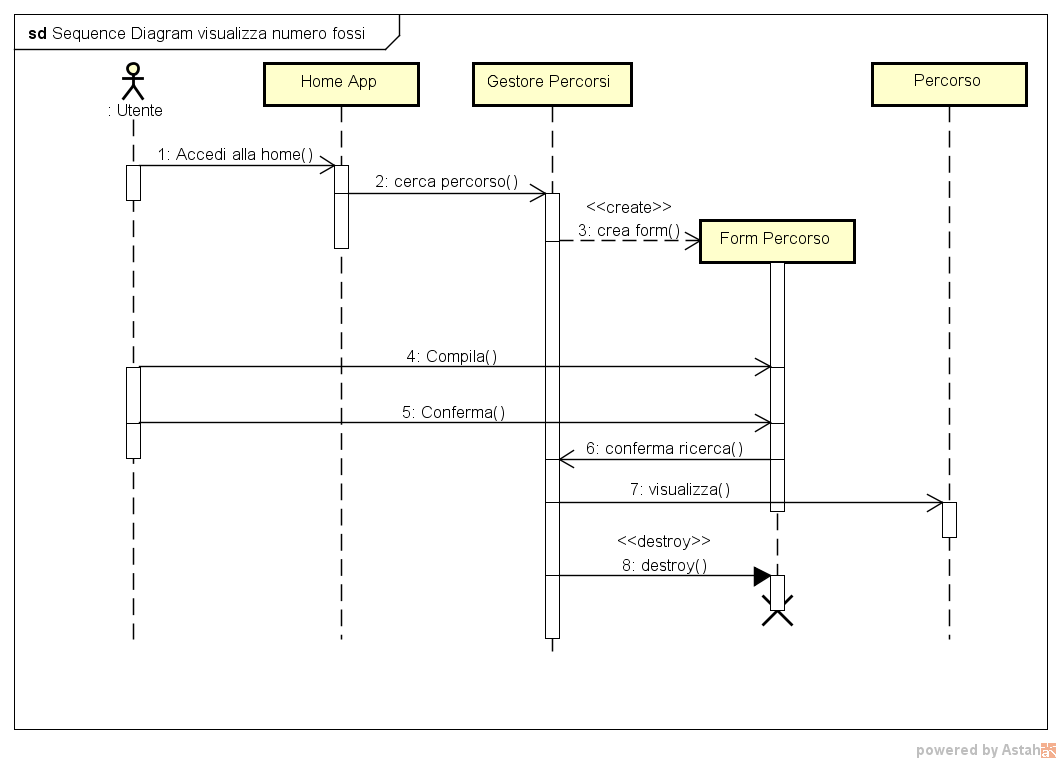 sd Sequence Diagram visualizza numero fossi
: Utente
Home App
Gestore Percorsi
Percorso
1: Accedi alla home()
2: cerca percorso()
<<create>>
3: crea form()
Form Percorso
4: Compila()
5: Conferma()
6: conferma ricerca()
7: visualizza()
<<destroy>>
8: destroy()
powered by Astah